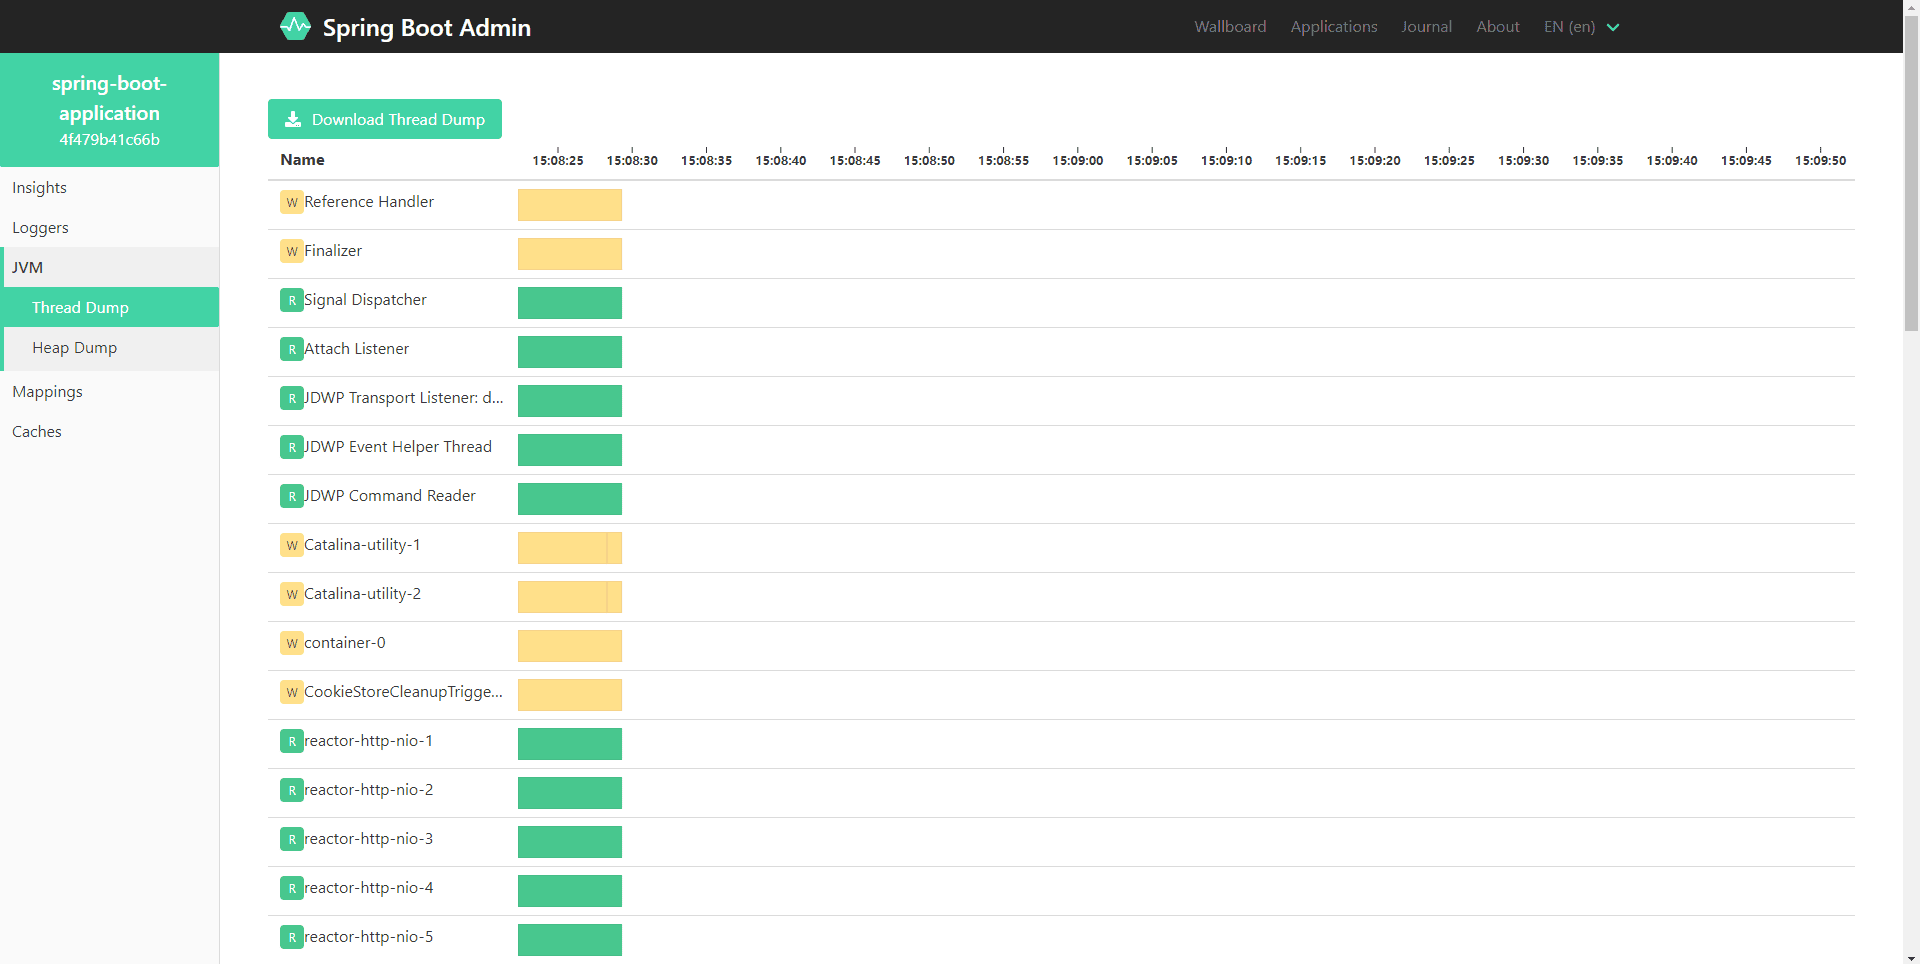 Spring Boot Admin
Wallboard Applications Journal About EN (en)
spring-boot-
application
4f479b41c66b
Insights
Loggers
JVM
Thread Dump
Heap Dump
Mappings
Caches
Download Thread Dump
Name 15:08:25 15:08:30 15:08:35 15:08:40 15:08:45 15:08:50 15:08:55 15:09:00 15:09:05 15:09:10 15:09:15 15:09:20 15:09:25 15:09:30 15:09:35 15:09:40 15:09:45 15:09:50
W Reference Handler
W Finalizer
R Signal Dispatcher
R Attach Listener
R JDWP Transport Listener: d...
R JDWP Event Helper Thread
R JDWP Command Reader
W Catalina-utility-1
W Catalina-utility-2
W container-0
W CookieStoreCleanupTrigge...
R reactor-http-nio-1
R reactor-http-nio-2
R reactor-http-nio-3
R reactor-http-nio-4
R reactor-http-nio-5